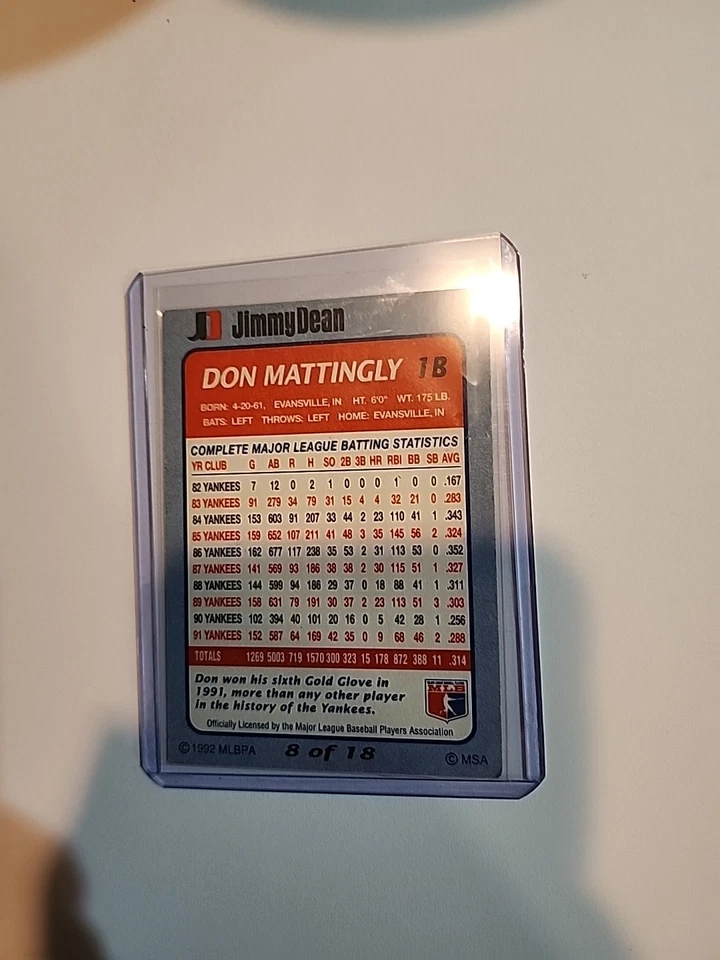 JD JimmyDean
DON MATTINGLY 1B
BORN: 4-20-61, EVANSVILLE, IN HT. 6'0" WT. 175 LB.
BATS: LEFT THROWS: LEFT HOME: EVANSVILLE, IN
COMPLETE MAJOR LEAGUE BATTING STATISTICS
YR CLUB G AB R H SO 2B 3B HR RBI BB SB AVG
82 YANKEES 7 12 0 2 1 0 0 0 1 0 0 .167
83 YANKEES 91 279 34 79 31 15 4 4 32 21 0 .283
84 YANKEES 153 603 91 207 33 44 2 23 110 41 1 .343
85 YANKEES 159 652 107 211 41 48 3 35 145 56 2 .324
86 YANKEES 162 677 117 238 35 53 2 31 113 53 0 .352
87 YANKEES 141 569 93 186 38 38 2 30 115 51 1 .327
88 YANKEES 144 599 94 186 29 37 0 18 88 41 1 .311
89 YANKEES 158 631 79 191 30 37 2 23 113 51 3 .303
90 YANKEES 102 394 40 101 20 16 0 5 42 28 1 .256
91 YANKEES 152 587 64 169 42 35 0 9 68 46 2 .288
TOTALS 1269 5003 719 1570 300 323 15 178 872 388 11 .314
Don won his sixth Gold Glove in
1991, more than any other player
in the history of the Yankees.
MLB
Officially Licensed by the Major League Baseball Players Association
© 1992 MLBPA 8 of 18 © MSA